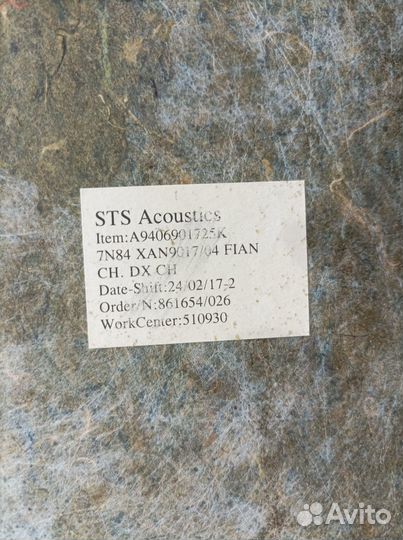 STS Acoustics
Item:A9406901725K
7N84 XAN9017/04 FIAN
CH. DX CH
Date-Shift:24/02/17-2
Order/N:861654/026
WorkCenter:510930
Avito